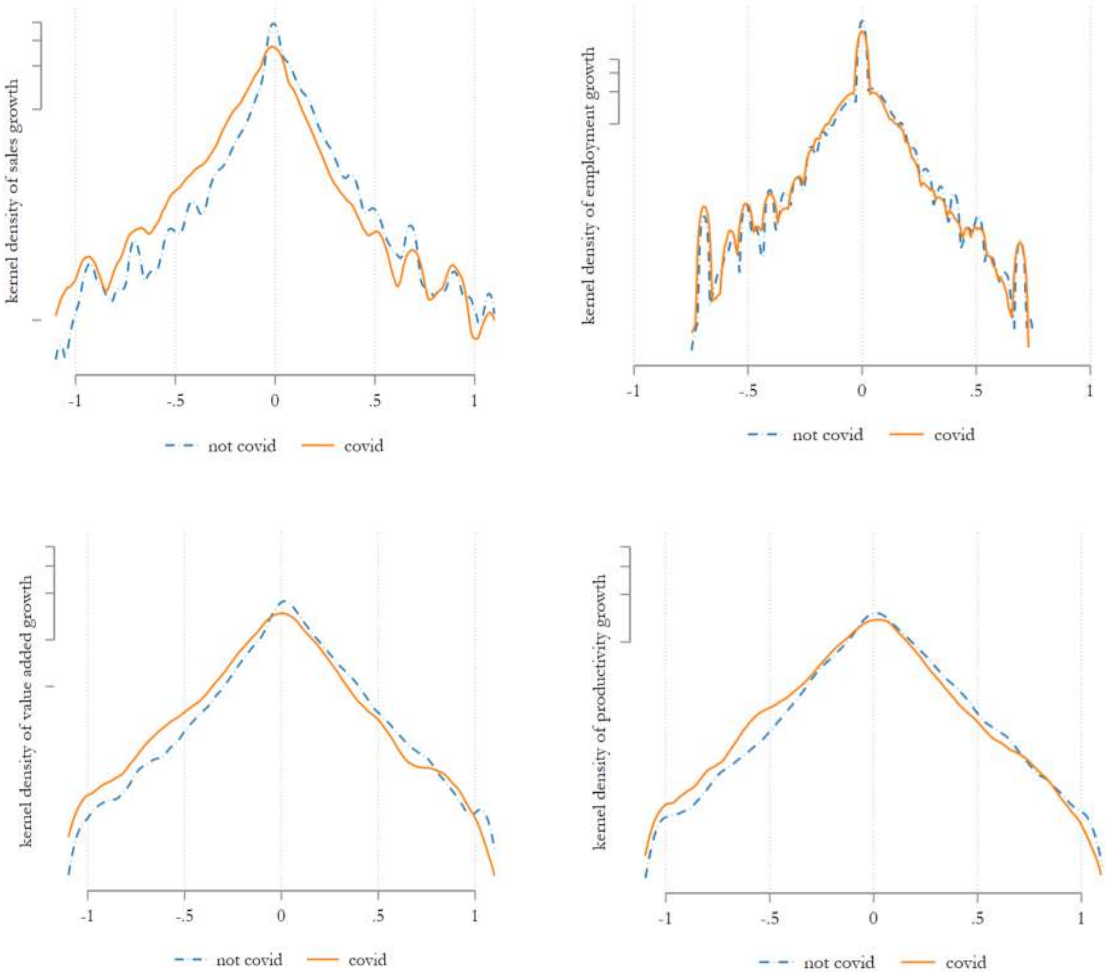 kernel density of sales growth
-1 -.5 0 .5 1
not covid covid
kernel density of employment growth
-1 -.5 0 .5 1
not covid covid
kernel density of value added growth
-1 -.5 0 .5 1
not covid covid
kernel density of productivity growth
-1 -.5 0 .5 1
not covid covid